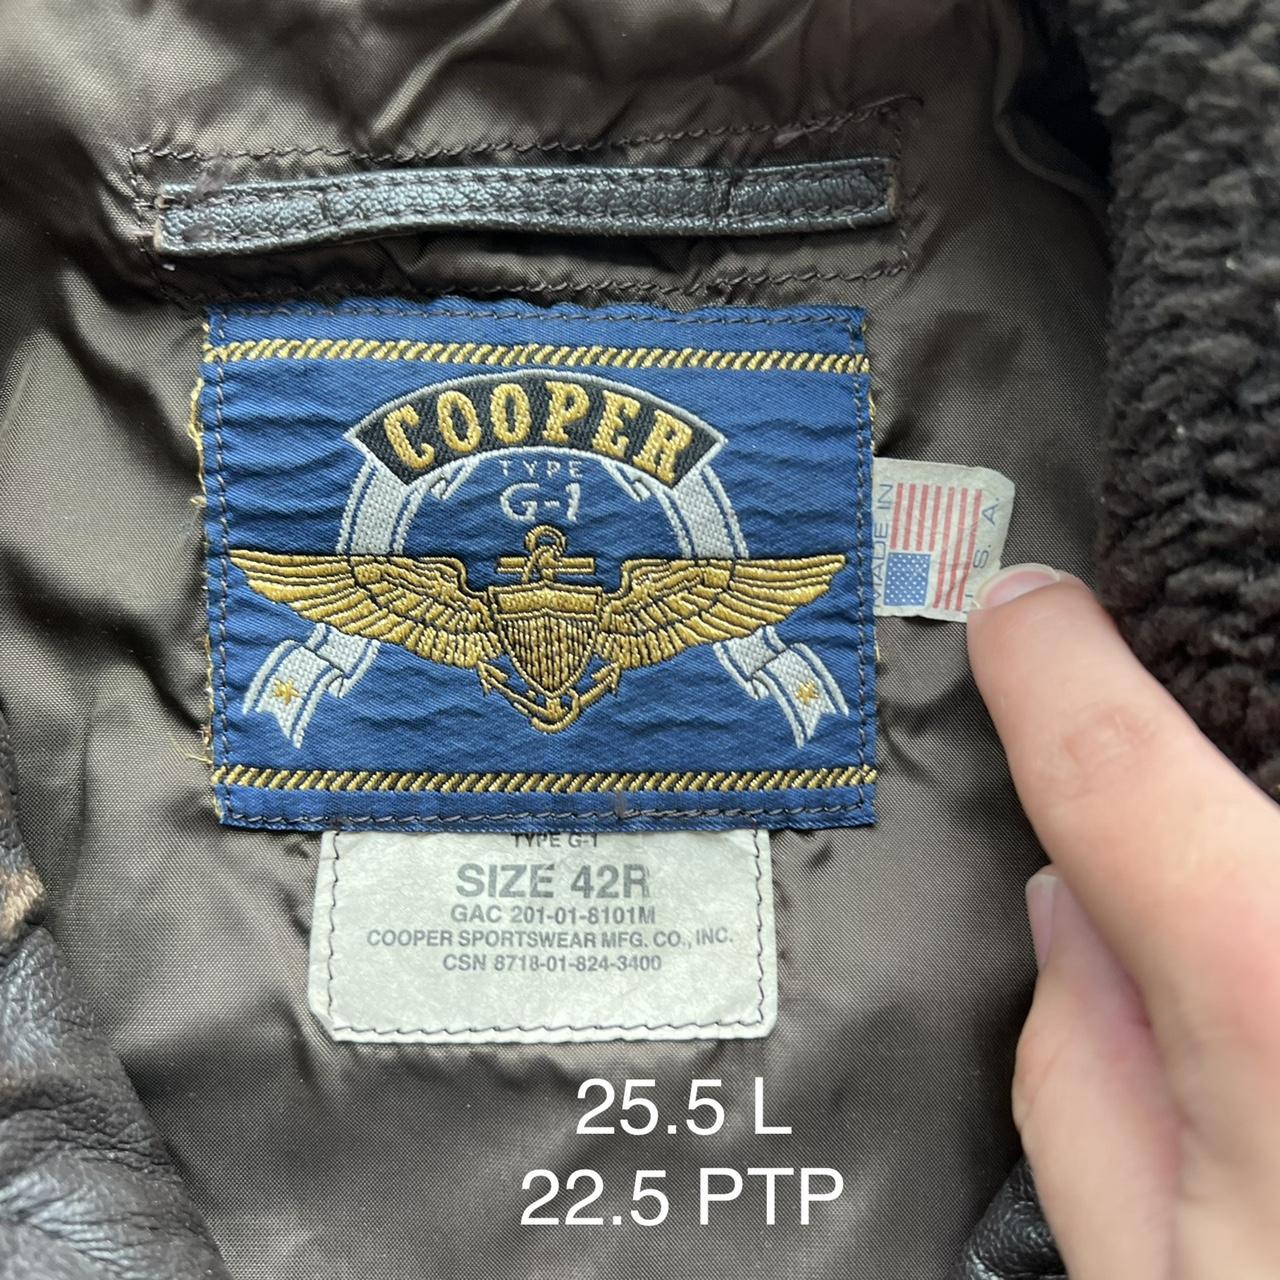 COOPER
TYPE
G-1
MADE IN
U.S.A.
TYPE G-1
SIZE 42R
GAC 201-01-8101M
COOPER SPORTSWEAR MFG. CO., INC.
CSN 8718-01-824-3400
25.5 L
22.5 PTP